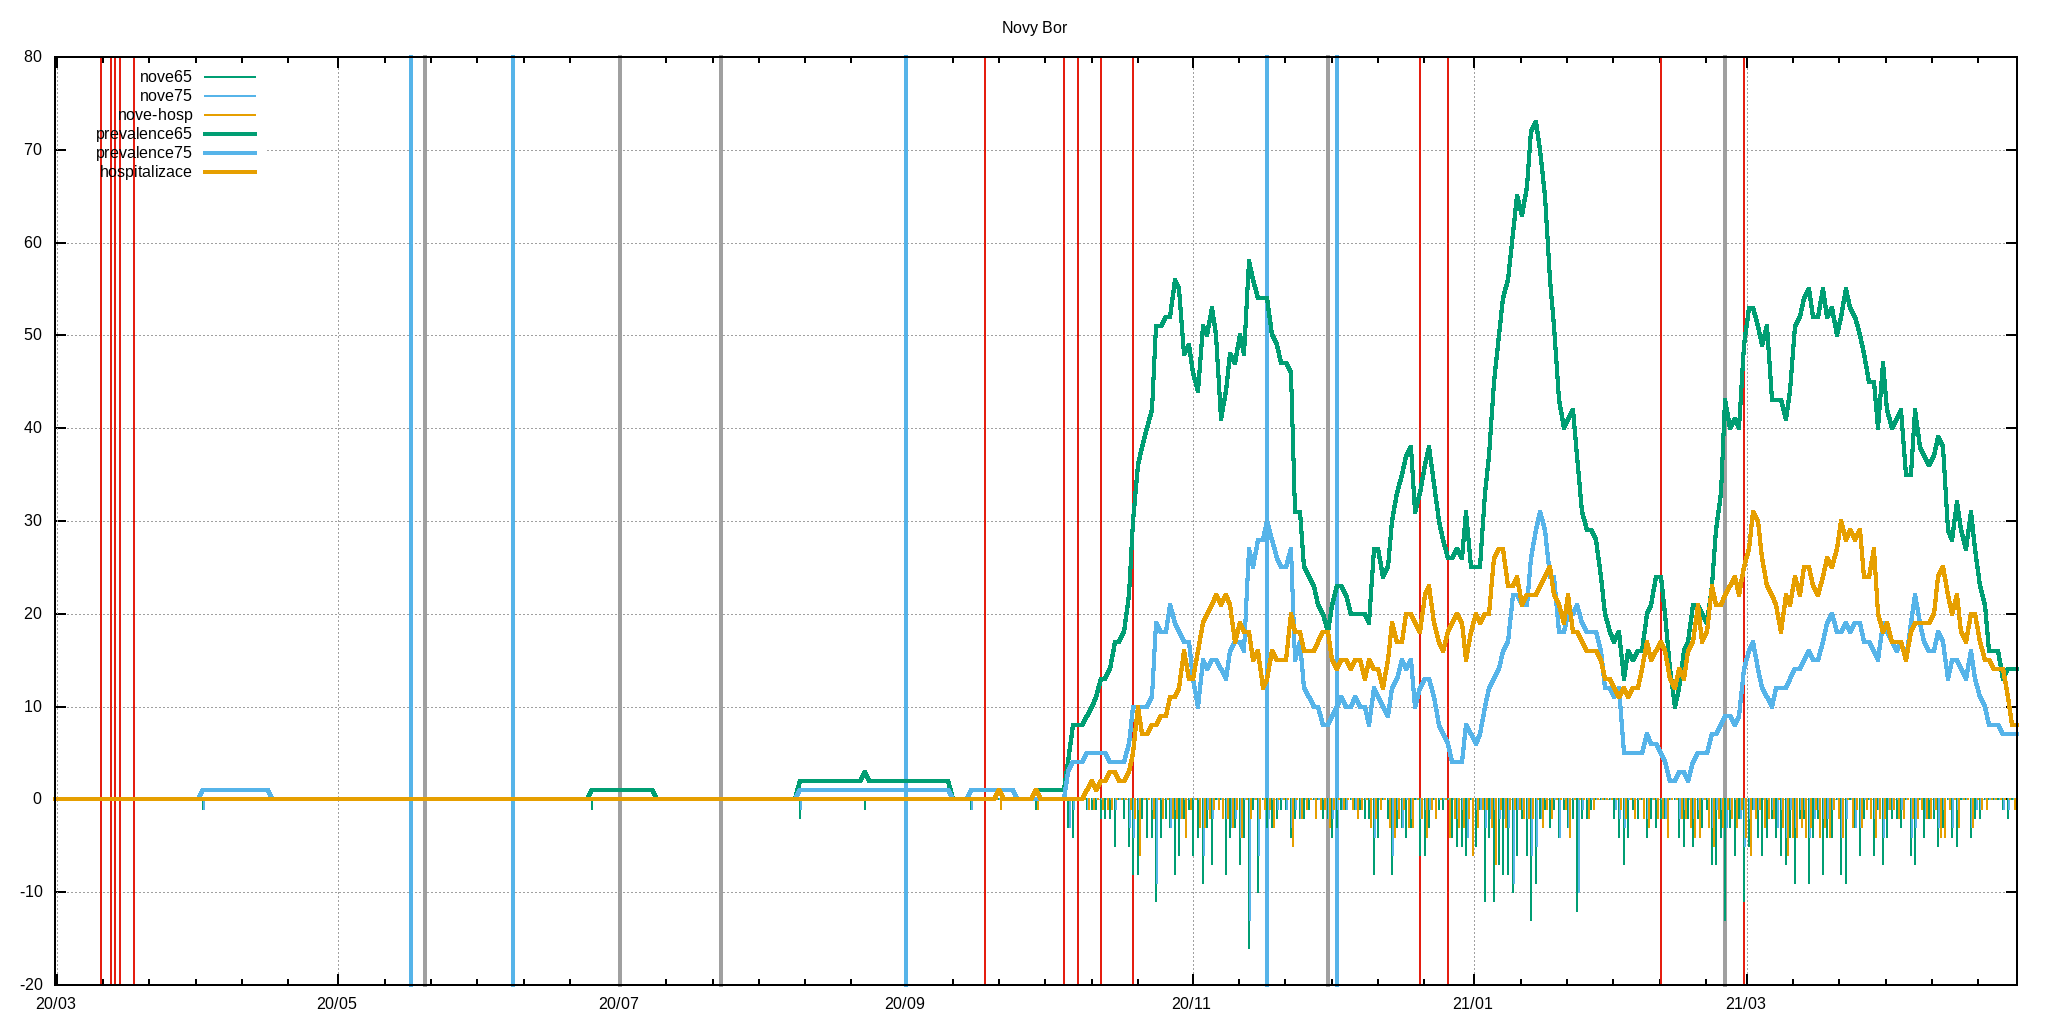 Novy Bor
80
70
60
50
40
30
20
10
0
-10
-20
nove65
nove75
nove-hosp
prevalence65
prevalence75
hospitalizace
20/03 20/05 20/07 20/09 20/11 21/01 21/03